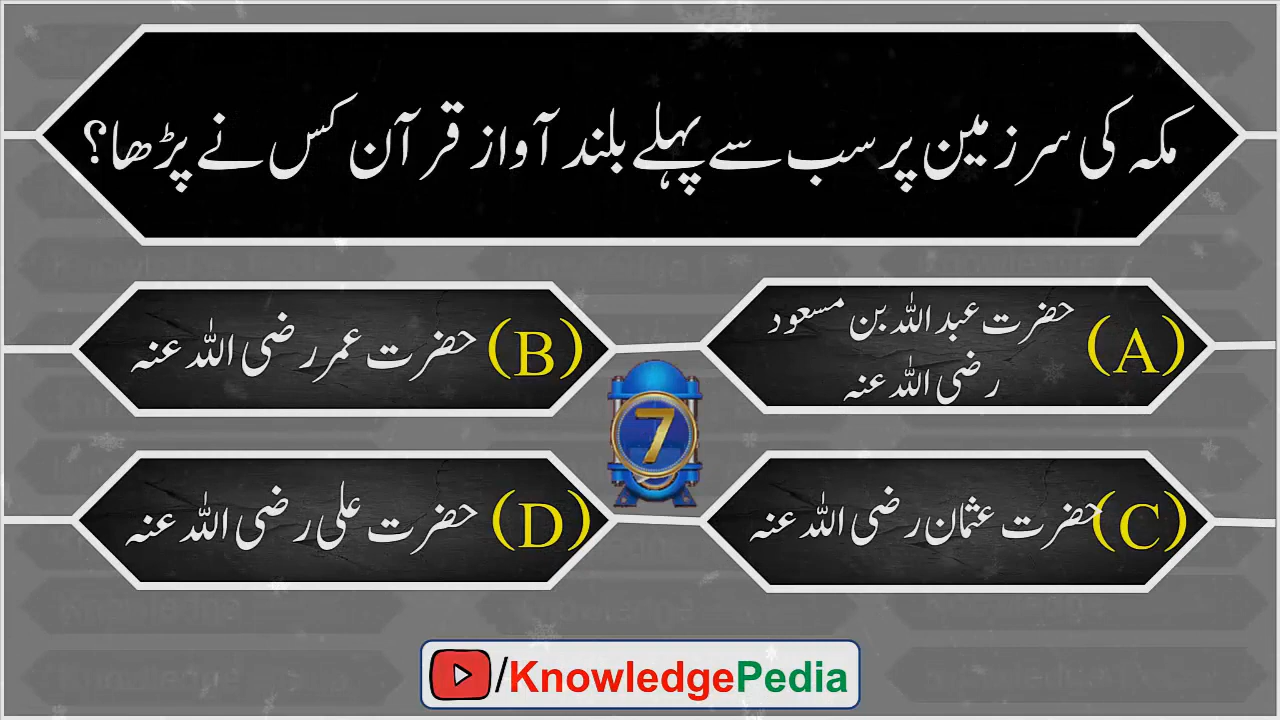 مکہ کی سرزمین پر سب سے پہلے بلند آواز قرآن کس نے پڑھا؟
(A) حضرت عبداللہ بن مسعود
رضی اللہ عنہ
(B) حضرت عمر رضی اللہ عنہ
(C) حضرت عثمان رضی اللہ عنہ
(D) حضرت علی رضی اللہ عنہ
7
/KnowledgePedia